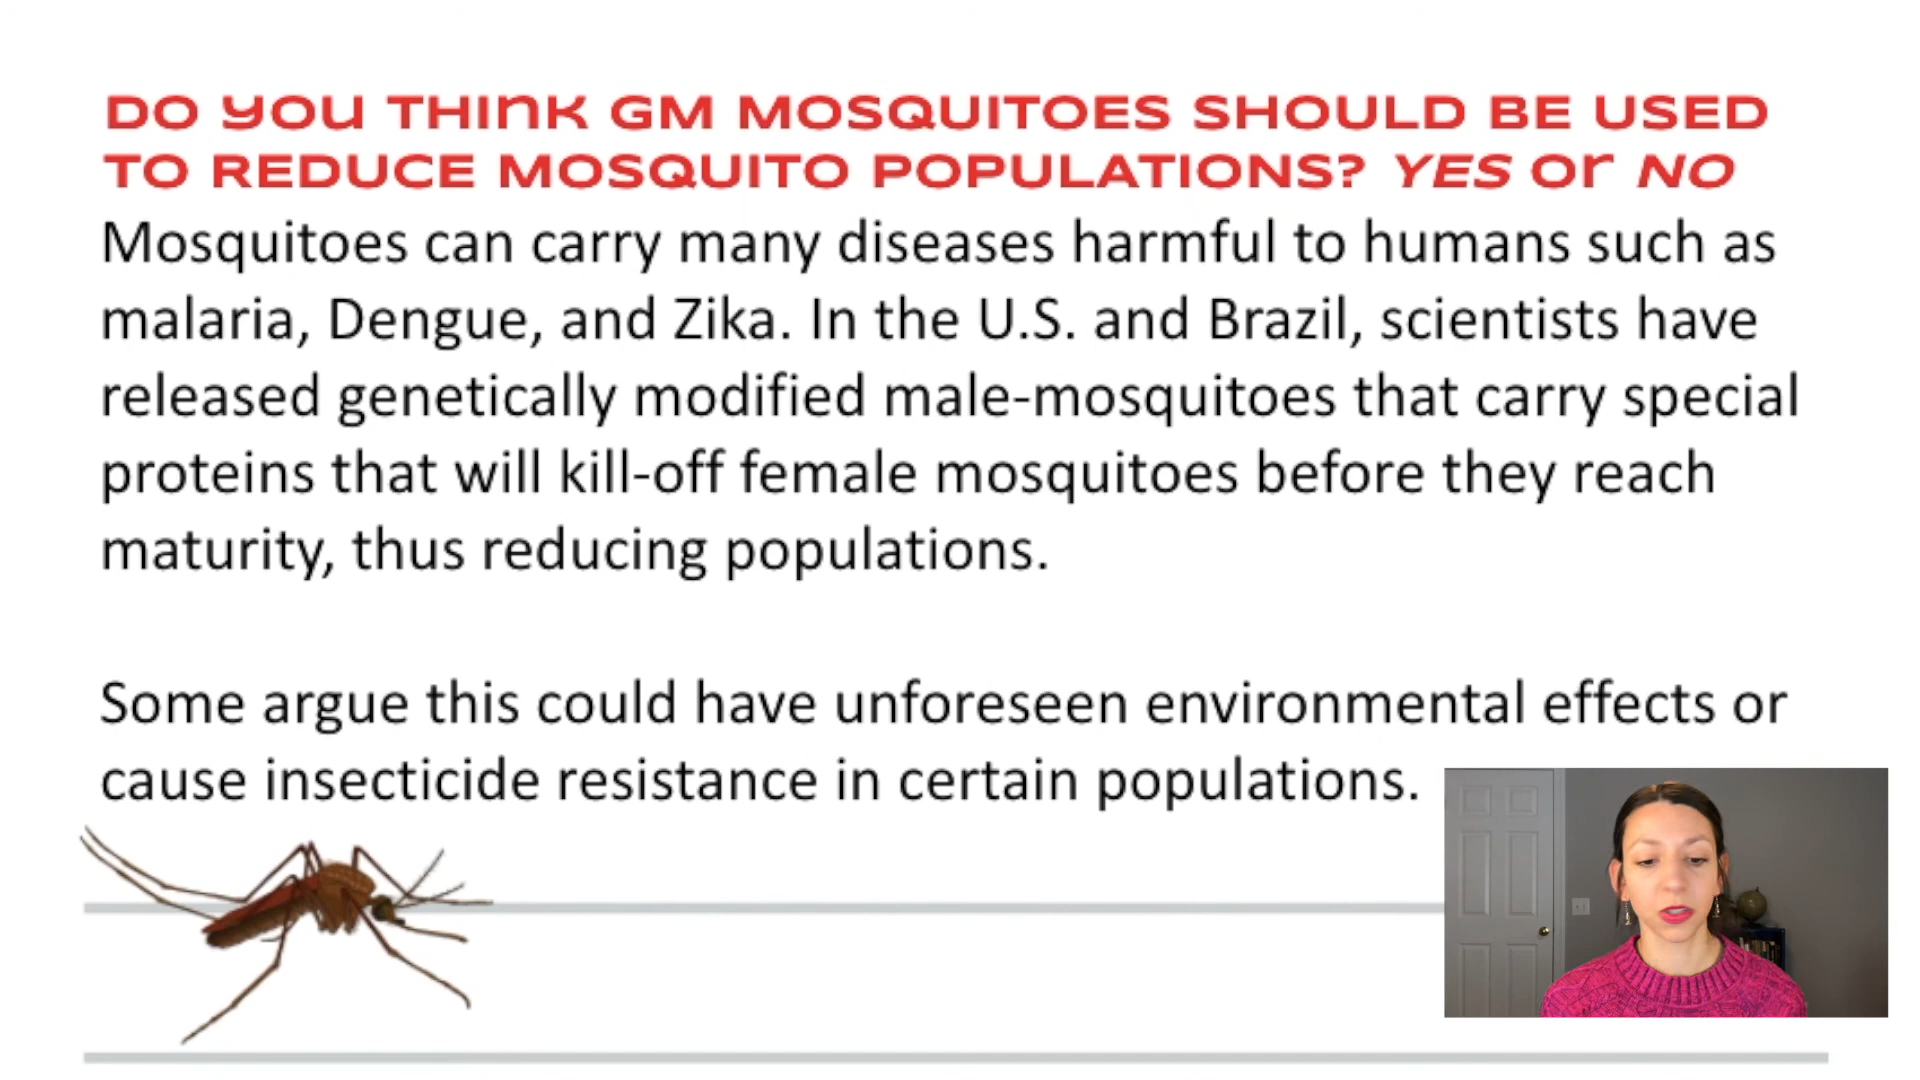 DO YOU THINK GM MOSQUITOES SHOULD BE USED
TO REDUCE MOSQUITO POPULATIONS? YES or NO
Mosquitoes can carry many diseases harmful to humans such as
malaria, Dengue, and Zika. In the U.S. and Brazil, scientists have
released genetically modified male-mosquitoes that carry special
proteins that will kill-off female mosquitoes before they reach
maturity, thus reducing populations.
Some argue this could have unforeseen environmental effects or
cause insecticide resistance in certain populations.